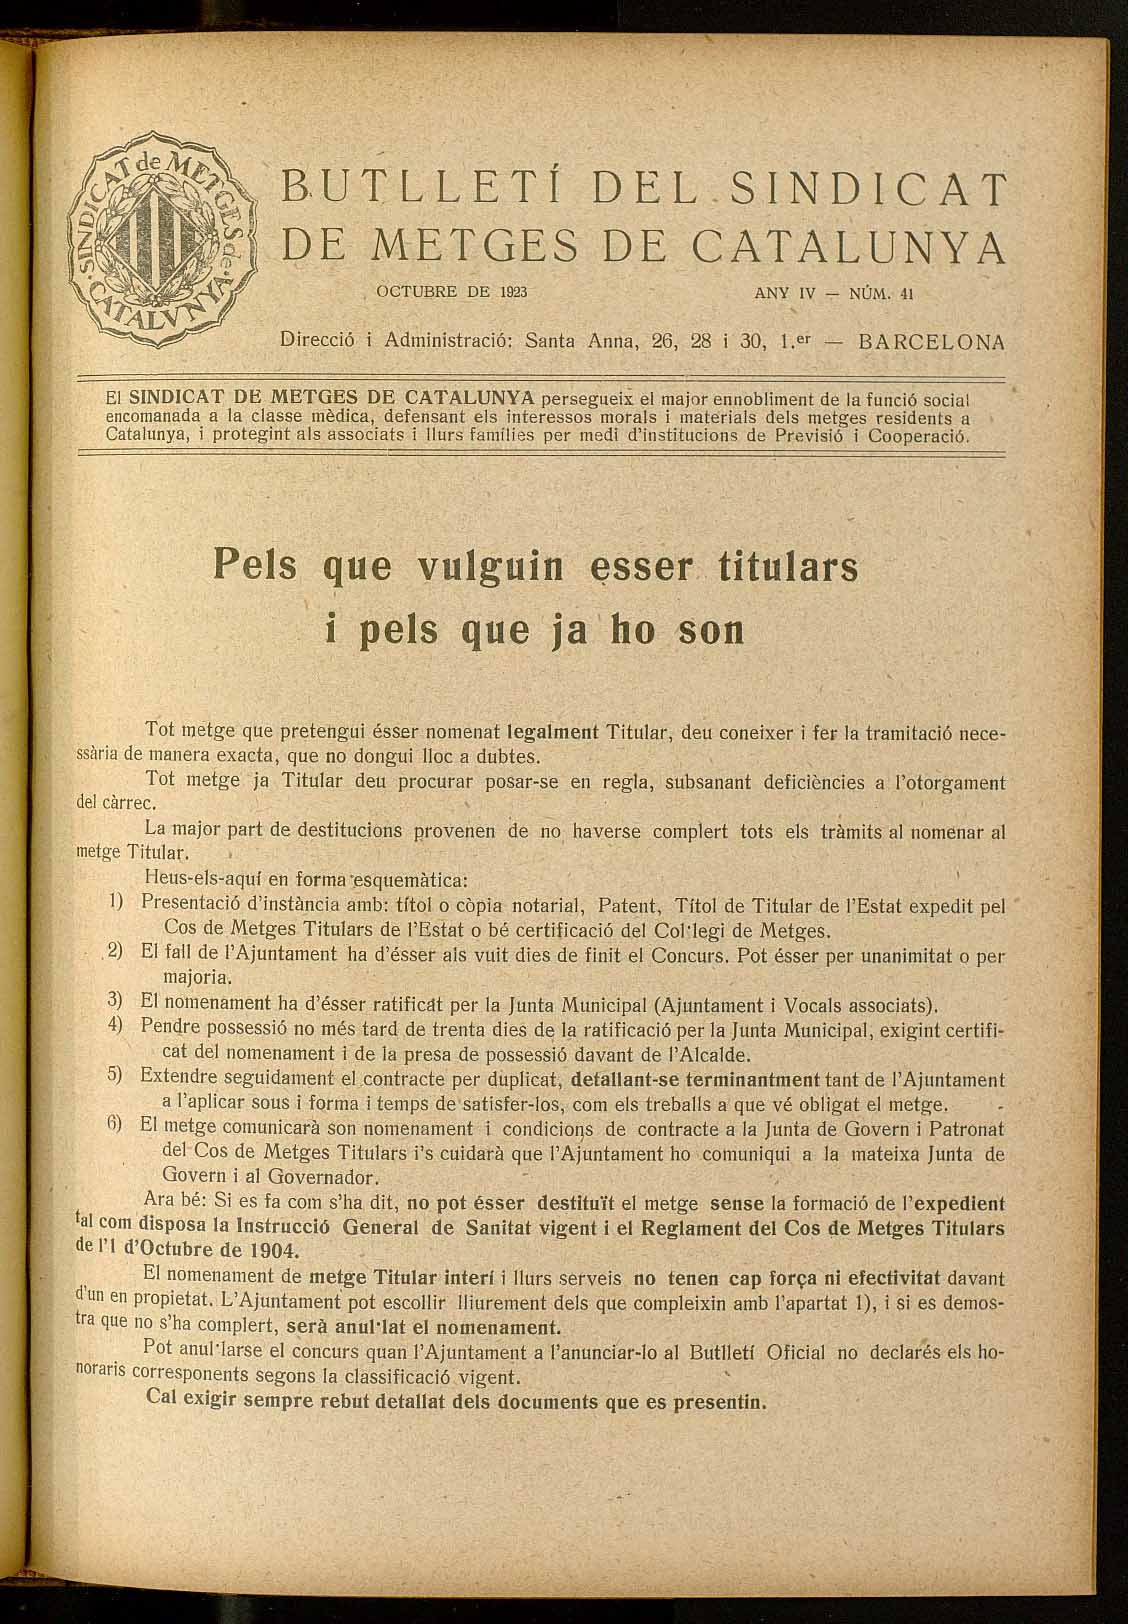 SINDICAT de METGES de CATALVNYA
BUTLLETÍ DEL SINDICAT
DE METGES DE CATALUNYA
OCTUBRE DE 1923 ANY IV — NÚM. 41
Direcció i Administració: Santa Anna, 26, 28 i 30, 1.er — BARCELONA
El SINDICAT DE METGES DE CATALUNYA persegueix el major ennobliment de la funció social
encomanada a la classe mèdica, defensant els interessos morals i materials dels metges residents a
Catalunya, i protegint als associats i llurs famílies per medi d'institucions de Previsió i Cooperació.
Pels que vulguin esser titulars
i pels que ja ho son
Tot metge que pretengui ésser nomenat legalment Titular, deu coneixer i fer la tramitació nece-
ssària de manera exacta, que no dongui lloc a dubtes.
Tot metge ja Titular deu procurar posar-se en regla, subsanant deficiències a l'otorgament
del càrrec.
La major part de destitucions provenen de no haverse complert tots els tràmits al nomenar al
metge Titular.
Heus-els-aquí en forma esquemàtica:
1) Presentació d'instància amb: títol o còpia notarial, Patent, Títol de Titular de l'Estat expedit pel
Cos de Metges Titulars de l'Estat o bé certificació del Col·legi de Metges.
2) El fall de l'Ajuntament ha d'ésser als vuit dies de finit el Concurs. Pot ésser per unanimitat o per
majoria.
3) El nomenament ha d'ésser ratificat per la Junta Municipal (Ajuntament i Vocals associats).
4) Pendre possessió no més tard de trenta dies de la ratificació per la Junta Municipal, exigint certifi-
cat del nomenament i de la presa de possessió davant de l'Alcalde.
5) Extendre seguidament el contracte per duplicat, detallant-se terminantment tant de l'Ajuntament
a l'aplicar sous i forma i temps de satisfer-los, com els treballs a que vé obligat el metge.
6) El metge comunicarà son nomenament i condicions de contracte a la Junta de Govern i Patronat
del Cos de Metges Titulars i's cuidarà que l'Ajuntament ho comuniqui a la mateixa Junta de
Govern i al Governador.
Ara bé: Si es fa com s'ha dit, no pot ésser destituït el metge sense la formació de l'expedient
tal com disposa la Instrucció General de Sanitat vigent i el Reglament del Cos de Metges Titulars
de l'1 d'Octubre de 1904.
El nomenament de metge Titular interí i llurs serveis no tenen cap força ni efectivitat davant
d'un en propietat. L'Ajuntament pot escollir lliurement dels que compleixin amb l'apartat 1), i si es demos-
tra que no s'ha complert, serà anul·lat el nomenament.
Pot anul·larse el concurs quan l'Ajuntament a l'anunciar-lo al Butlletí Oficial no declarés els ho-
noraris corresponents segons la classificació vigent.
Cal exigir sempre rebut detallat dels documents que es presentin.